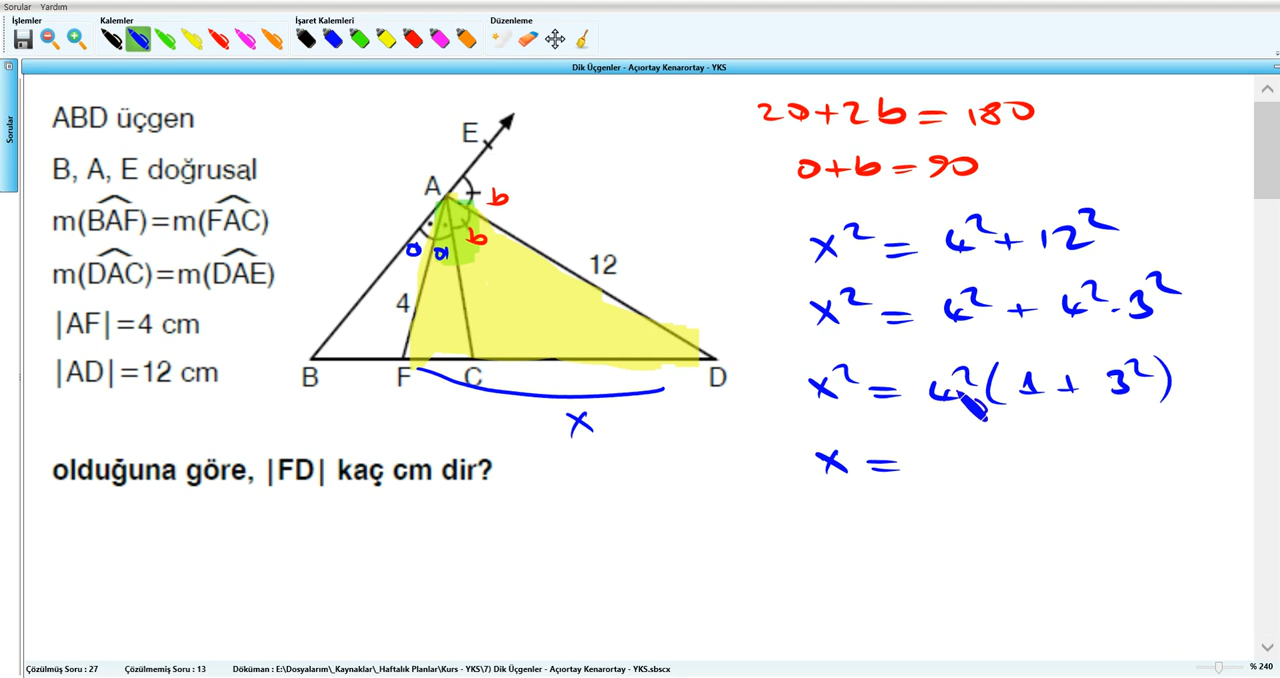 Sorular Yardım
İşlemler Kalemler İşaret Kalemleri Düzenleme
Dik Üçgenler - Açıortay Kenarortay - YKS
Sorular
ABD üçgen
B, A, E doğrusal
m(BAF)=m(FAC)
m(DAC)=m(DAE)
|AF|=4 cm
|AD|=12 cm
E
A
b
b
a
a
12
4
B F C D
x
olduğuna göre, |FD| kaç cm dir?
2a+2b=180
a+b=90
x²=4²+12²
x²=4²+4².3²
x²=4²(1+3²)
x=
Çözülmüş Soru : 27 Çözülmemiş Soru : 13 Döküman : E:\Dosyalarım\_Kaynaklar\_Haftalık Planlar\Kurs - YKS\7) Dik Üçgenler - Açıortay Kenarortay - YKS.sbscx % 240